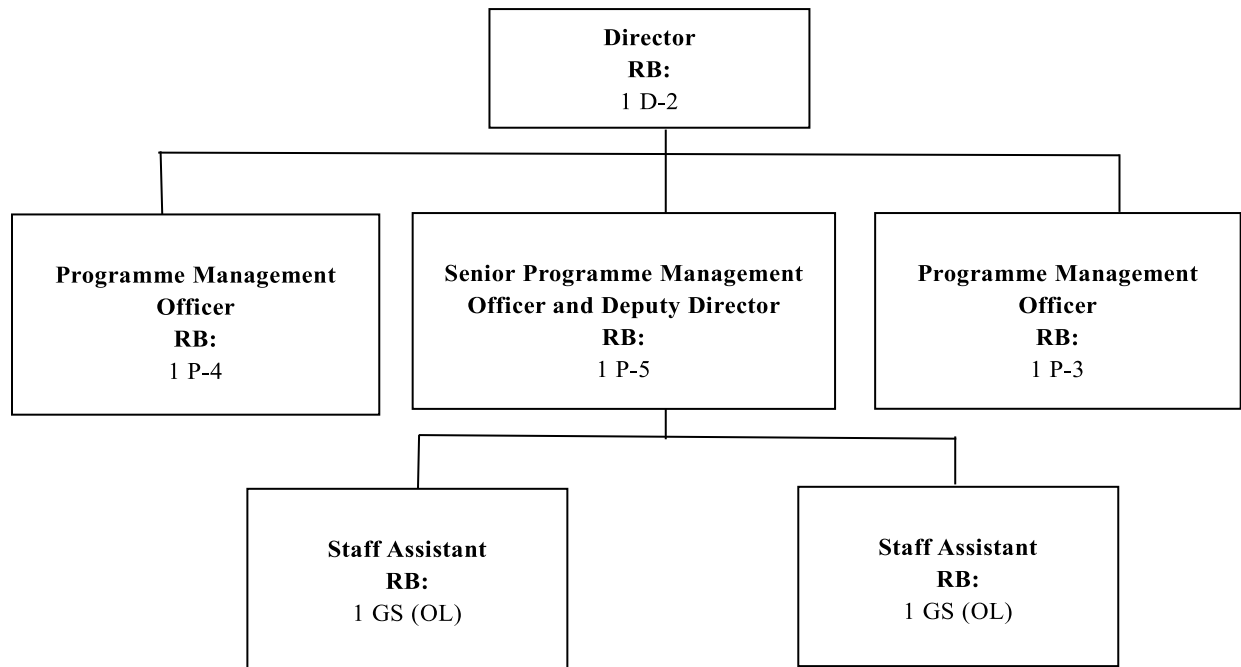 Director
RB:
1 D-2
Programme Management
Officer
RB:
1 P-4
Senior Programme Management
Officer and Deputy Director
RB:
1 P-5
Programme Management
Officer
RB:
1 P-3
Staff Assistant
RB:
1 GS (OL)
Staff Assistant
RB:
1 GS (OL)